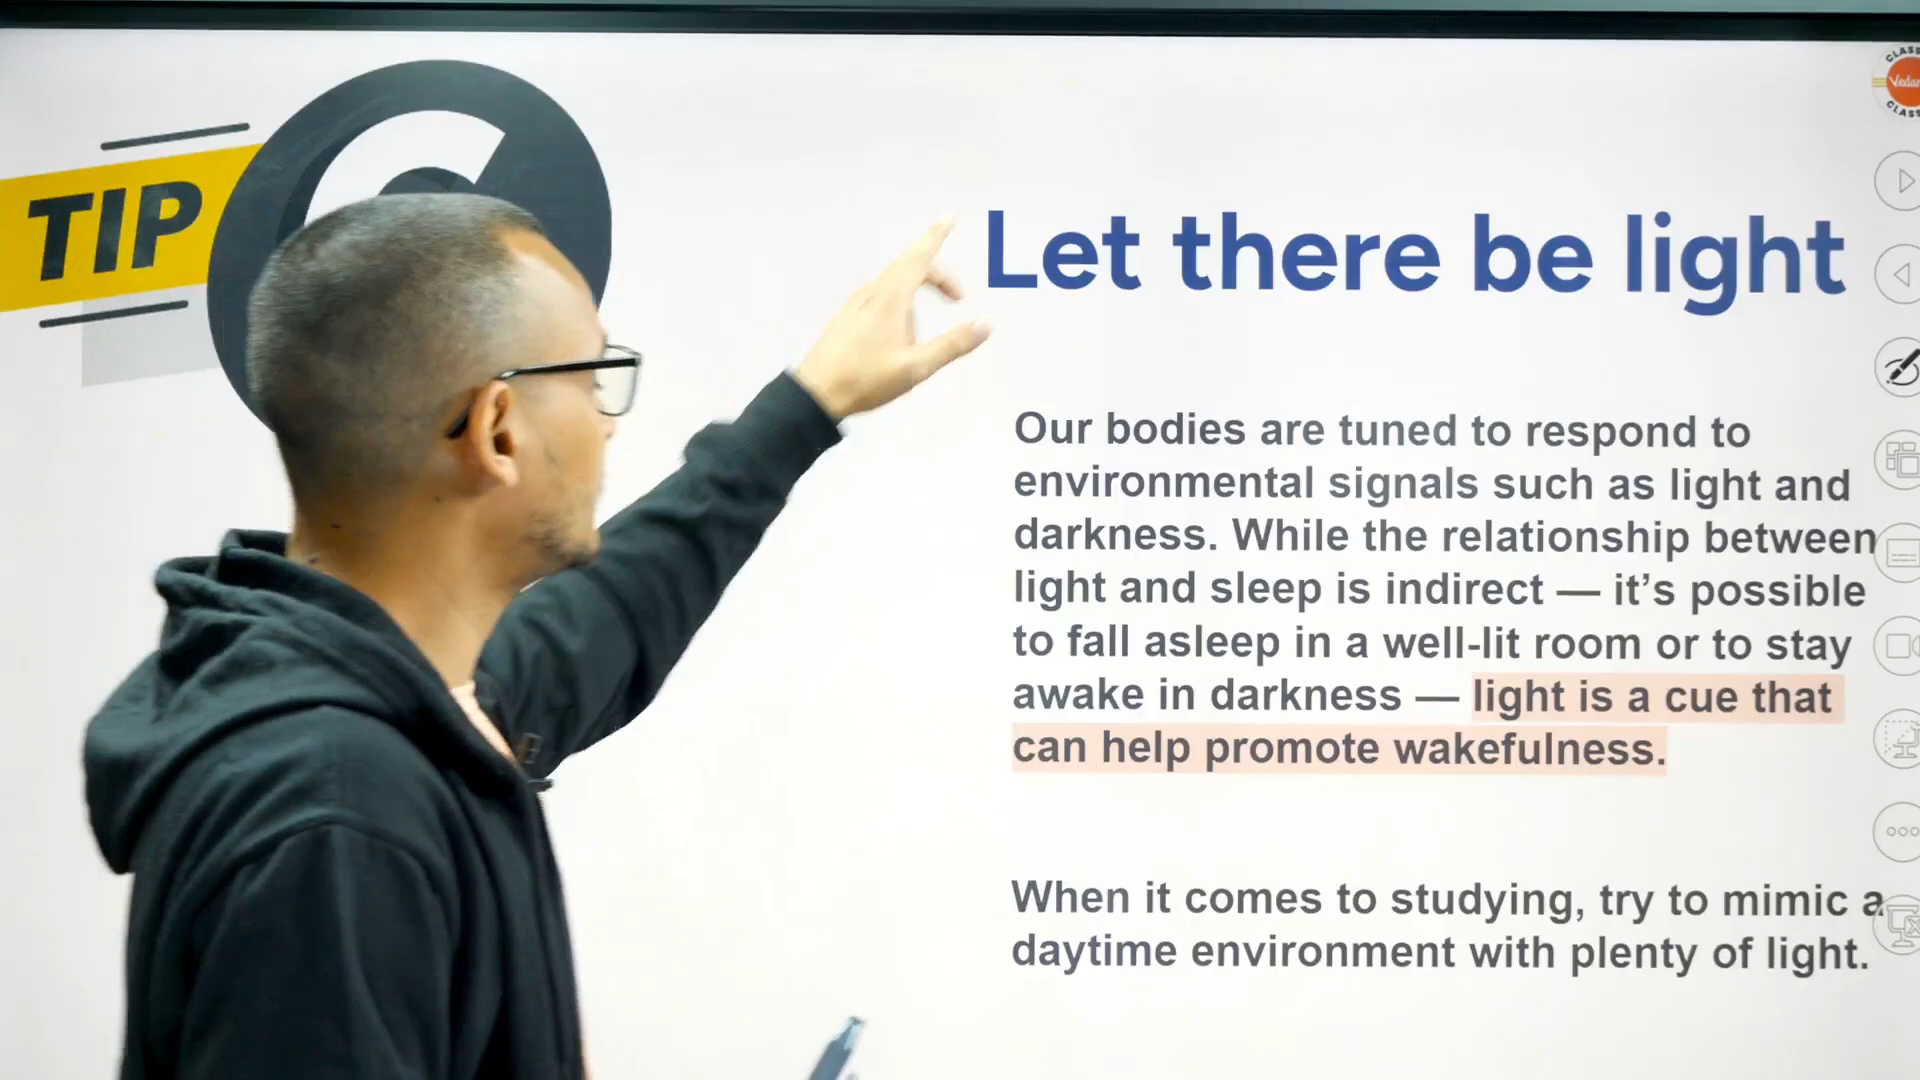 TIP
Let there be light
Our bodies are tuned to respond to
environmental signals such as light and
darkness. While the relationship between
light and sleep is indirect — it’s possible
to fall asleep in a well-lit room or to stay
awake in darkness — light is a cue that
can help promote wakefulness.
When it comes to studying, try to mimic a
daytime environment with plenty of light.